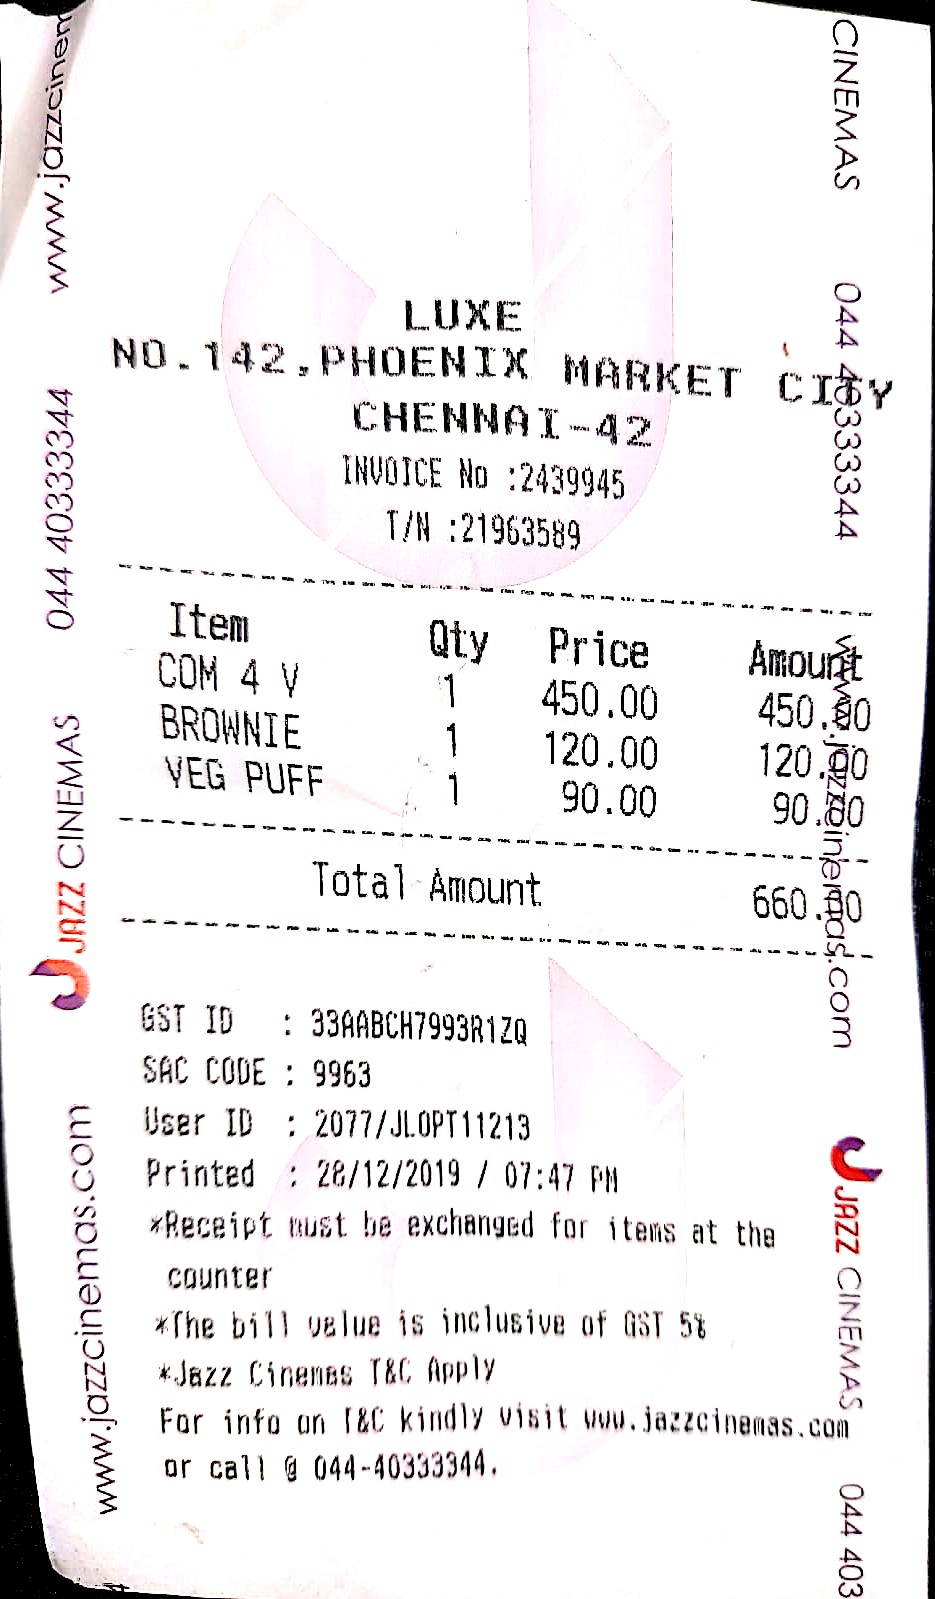 LUXE
NO.142,PHOENIX MARKET CITY
CHENNAI-42
INVOICE No :2439945
T/N :21963589
Item Qty Price Amount
COM 4 V 1 450.00 450.00
BROWNIE 1 120.00 120.00
VEG PUFF 1 90.00 90.00
Total Amount 660.00
GST ID : 33AABCH7993R1ZQ
SAC CODE : 9963
User ID : 2077/JLOPT11213
Printed : 28/12/2019 / 07:47 PM
*Receipt must be exchanged for items at the
counter
*The bill value is inclusive of GST 5%
*Jazz Cinemas T&C Apply
For info on T&C kindly visit www.jazzcinemas.com
or call @ 044-40333344.
www.jazzcinemas.com JAZZ CINEMAS 044 40333344 www.jazzcinem
CINEMAS 044 40333344 www.jazzcinemas.com JAZZ CINEMAS 044 403